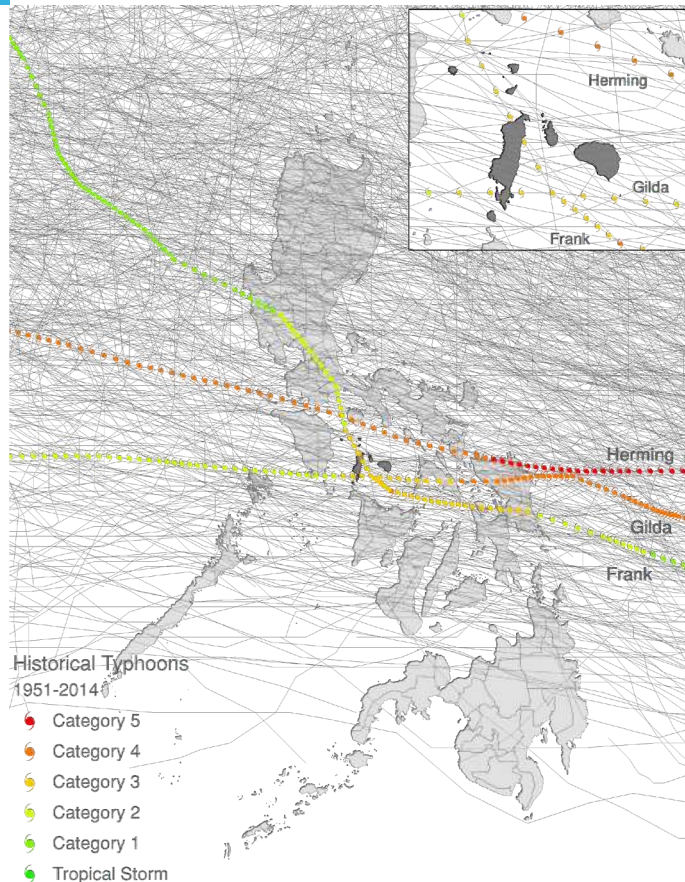 Herming
Gilda
Frank
Herming
Gilda
Frank
Historical Typhoons
1951-2014
Category 5
Category 4
Category 3
Category 2
Category 1
Tropical Storm